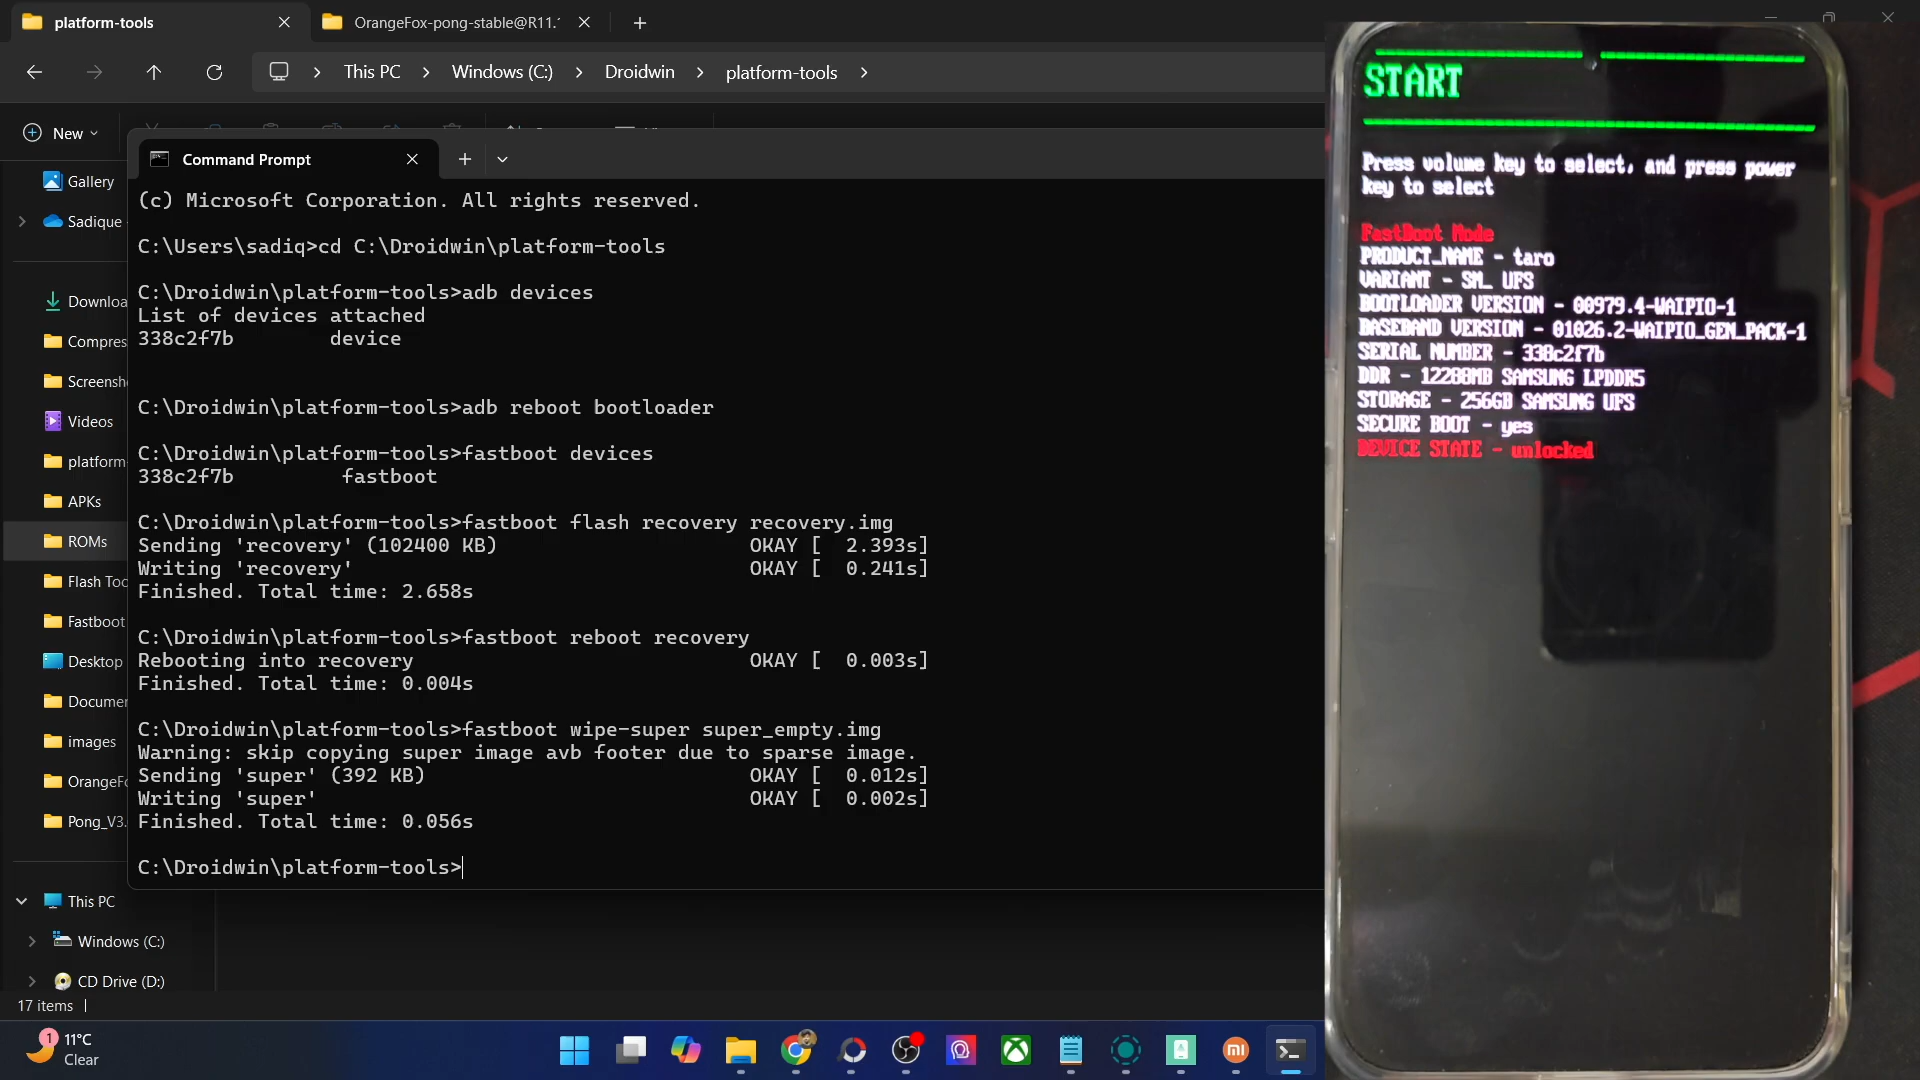 platform-tools
OrangeFox-pong-stable@R11.
This PC
Windows (C:)
Droidwin
platform-tools
New
Gallery
Sadique
Downloa
Compres
Screensh
Videos
platform-
APKs
ROMs
Flash Too
Fastboot
Desktop
Documen
images
OrangeFo
Pong_V3.
This PC
Windows (C:)
CD Drive (D:)
17 items
Command Prompt
(c) Microsoft Corporation. All rights reserved.
C:\Users\sadiq>cd C:\Droidwin\platform-tools
C:\Droidwin\platform-tools>adb devices
List of devices attached
338c2f7b device
C:\Droidwin\platform-tools>adb reboot bootloader
C:\Droidwin\platform-tools>fastboot devices
338c2f7b fastboot
C:\Droidwin\platform-tools>fastboot flash recovery recovery.img
Sending 'recovery' (102400 KB) OKAY [ 2.393s]
Writing 'recovery' OKAY [ 0.241s]
Finished. Total time: 2.658s
C:\Droidwin\platform-tools>fastboot reboot recovery
Rebooting into recovery OKAY [ 0.003s]
Finished. Total time: 0.004s
C:\Droidwin\platform-tools>fastboot wipe-super super_empty.img
Warning: skip copying super image avb footer due to sparse image.
Sending 'super' (392 KB) OKAY [ 0.012s]
Writing 'super' OKAY [ 0.002s]
Finished. Total time: 0.056s
C:\Droidwin\platform-tools>
START
Press volume key to select, and press power
key to select
FastBoot Mode
PRODUCT_NAME - taro
VARIANT - SM_ UFS
BOOTLOADER VERSION - 00979.4-WAIPIO-1
BASEBAND VERSION - 01026.2-WAIPIO_GEN_PACK-1
SERIAL NUMBER - 338c2f7b
DDR - 12288MB SAMSUNG LPDDR5
STORAGE - 256GB SAMSUNG UFS
SECURE BOOT - yes
DEVICE STATE - unlocked
1
11°C
Clear
mi